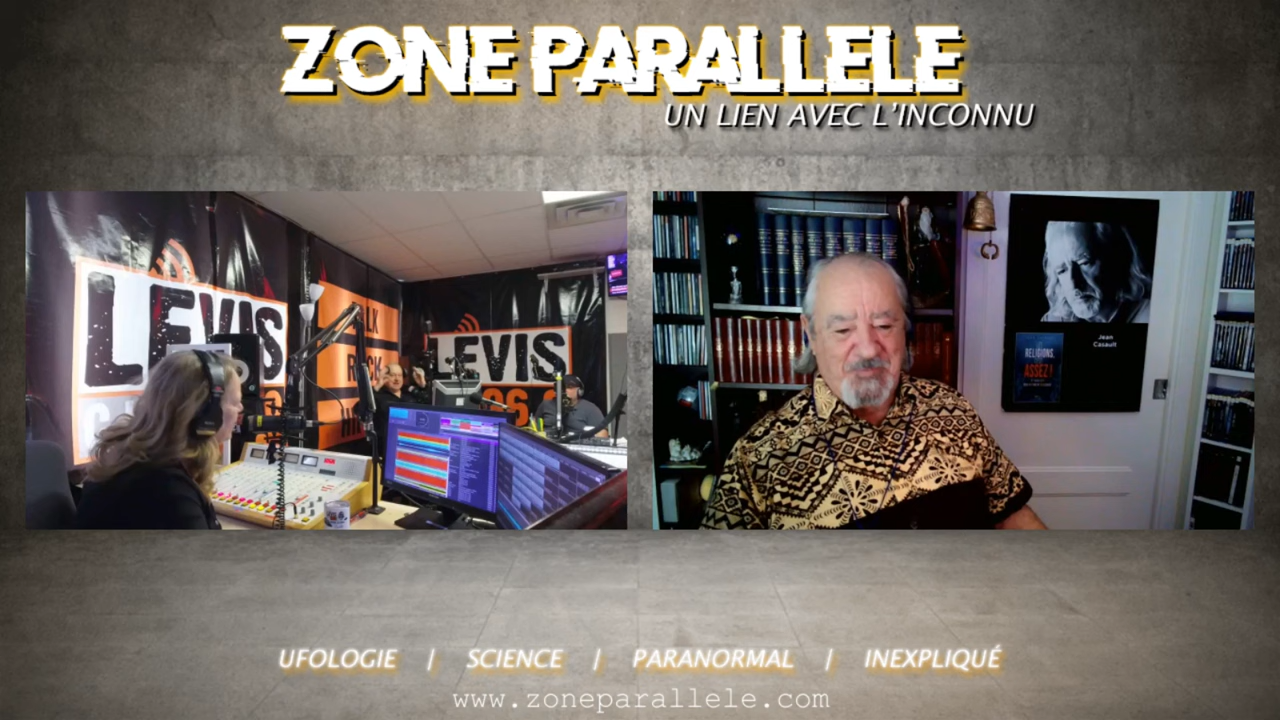 ZONE PARALLELE
UN LIEN AVEC L'INCONNU
LEVIS
LEVIS
Jean
Casault
RELIGIONS,
ASSEZ!
UFOLOGIE | SCIENCE | PARANORMAL | INEXPLIQUÉ
www.zoneparallele.com